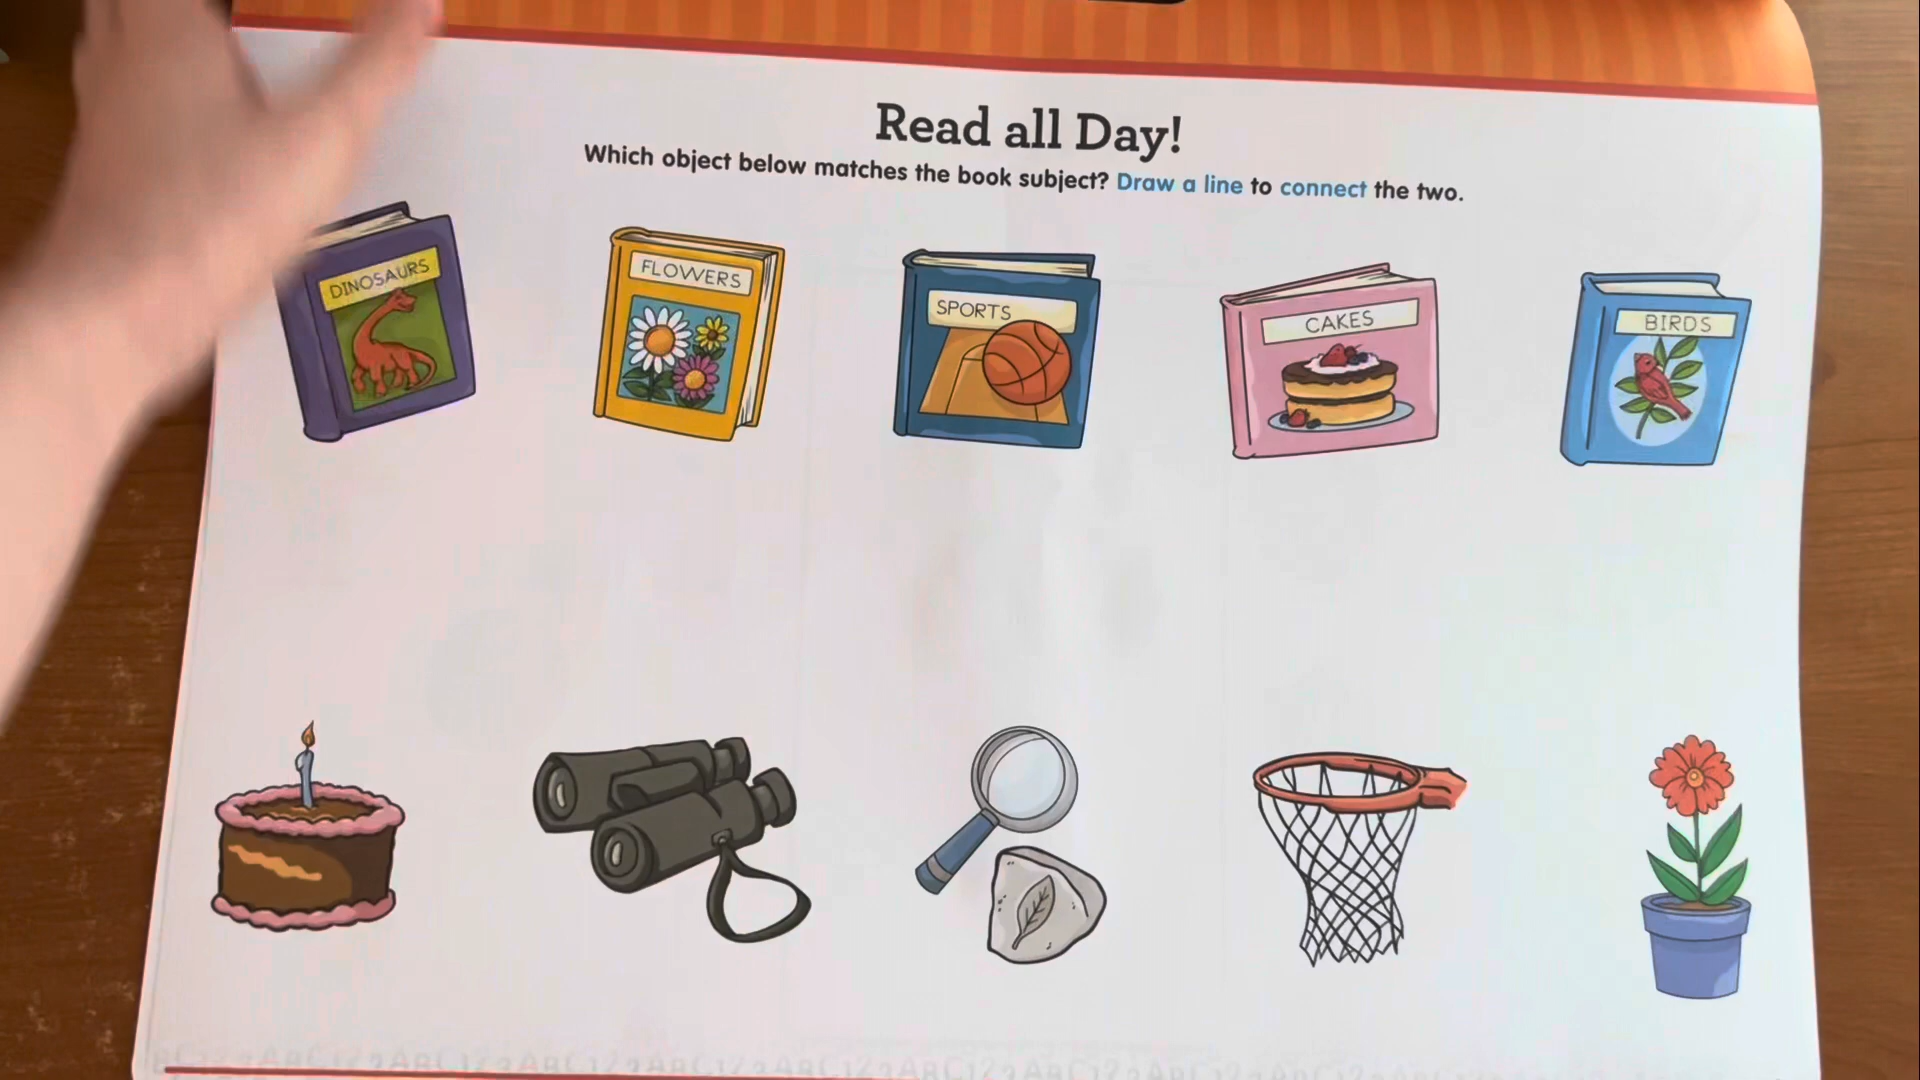 Read all Day!
Which object below matches the book subject? Draw a line to connect the two.
DINOSAURS
FLOWERS
SPORTS
CAKES
BIRDS